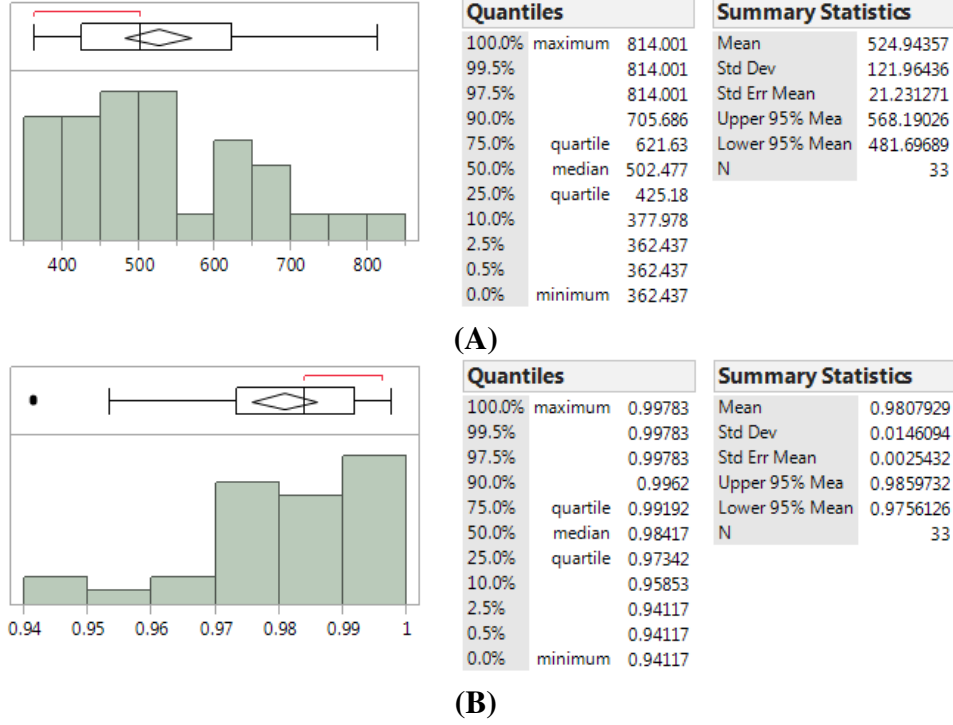 Quantiles
100.0% maximum 814.001
99.5% 814.001
97.5% 814.001
90.0% 705.686
75.0% quartile 621.63
50.0% median 502.477
25.0% quartile 425.18
10.0% 377.978
2.5% 362.437
0.5% 362.437
0.0% minimum 362.437
Summary Statistics
Mean 524.94357
Std Dev 121.96436
Std Err Mean 21.231271
Upper 95% Mea 568.19026
Lower 95% Mean 481.69689
N 33
400 500 600 700 800
(A)
Quantiles
100.0% maximum 0.99783
99.5% 0.99783
97.5% 0.99783
90.0% 0.9962
75.0% quartile 0.99192
50.0% median 0.98417
25.0% quartile 0.97342
10.0% 0.95853
2.5% 0.94117
0.5% 0.94117
0.0% minimum 0.94117
Summary Statistics
Mean 0.9807929
Std Dev 0.0146094
Std Err Mean 0.0025432
Upper 95% Mea 0.9859732
Lower 95% Mean 0.9756126
N 33
0.94 0.95 0.96 0.97 0.98 0.99 1
(B)